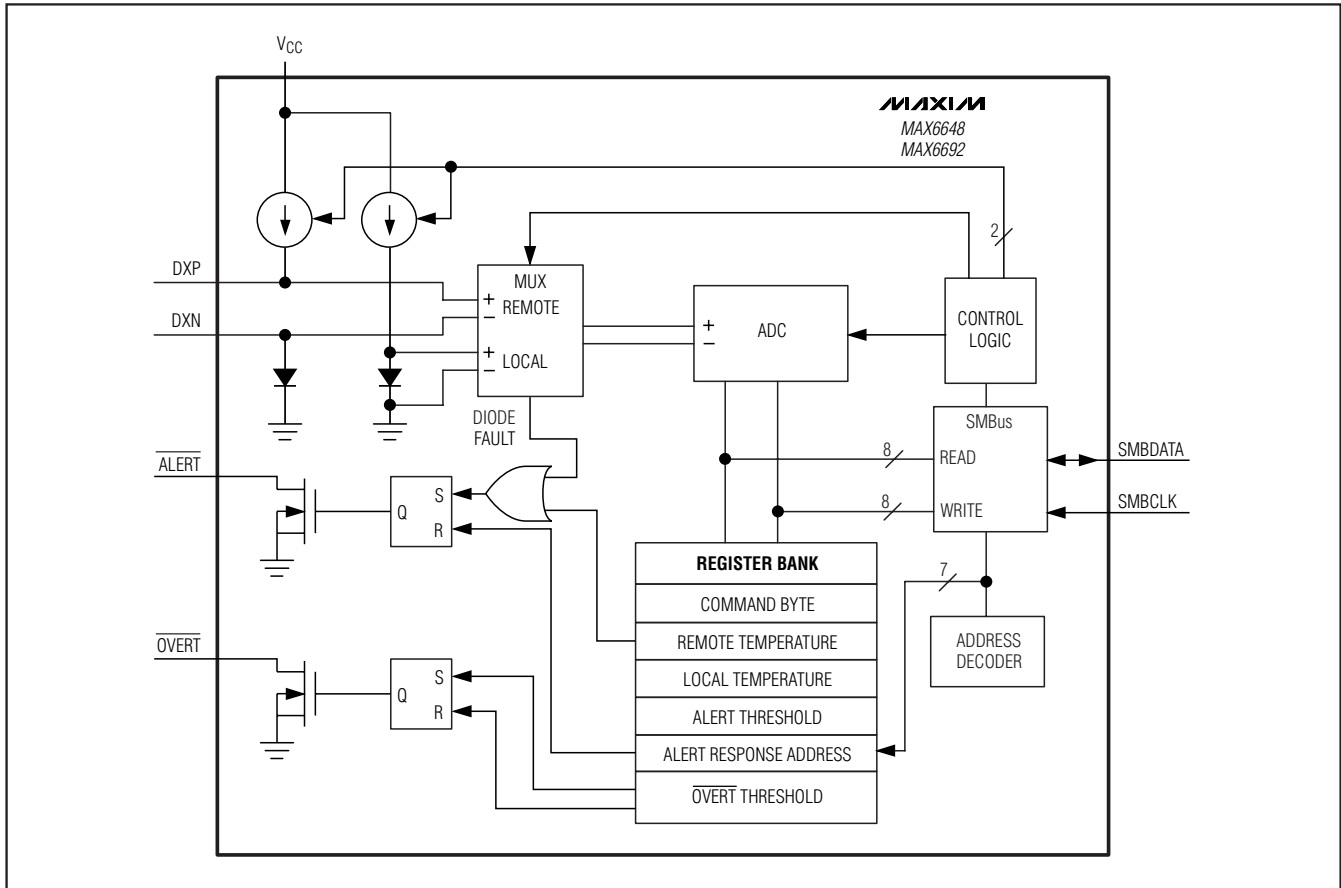 VCC
MAXIM
MAX6648
MAX6692
2
DXP
MUX
+
REMOTE
−
DXN
+
LOCAL
−
+
ADC
−
CONTROL
LOGIC
DIODE
FAULT
SMBus
8
READ
SMBDATA
8
WRITE
SMBCLK
ALERT
S
Q
R
REGISTER BANK
COMMAND BYTE
REMOTE TEMPERATURE
LOCAL TEMPERATURE
ALERT THRESHOLD
ALERT RESPONSE ADDRESS
OVERT THRESHOLD
7
ADDRESS
DECODER
OVERT
S
Q
R